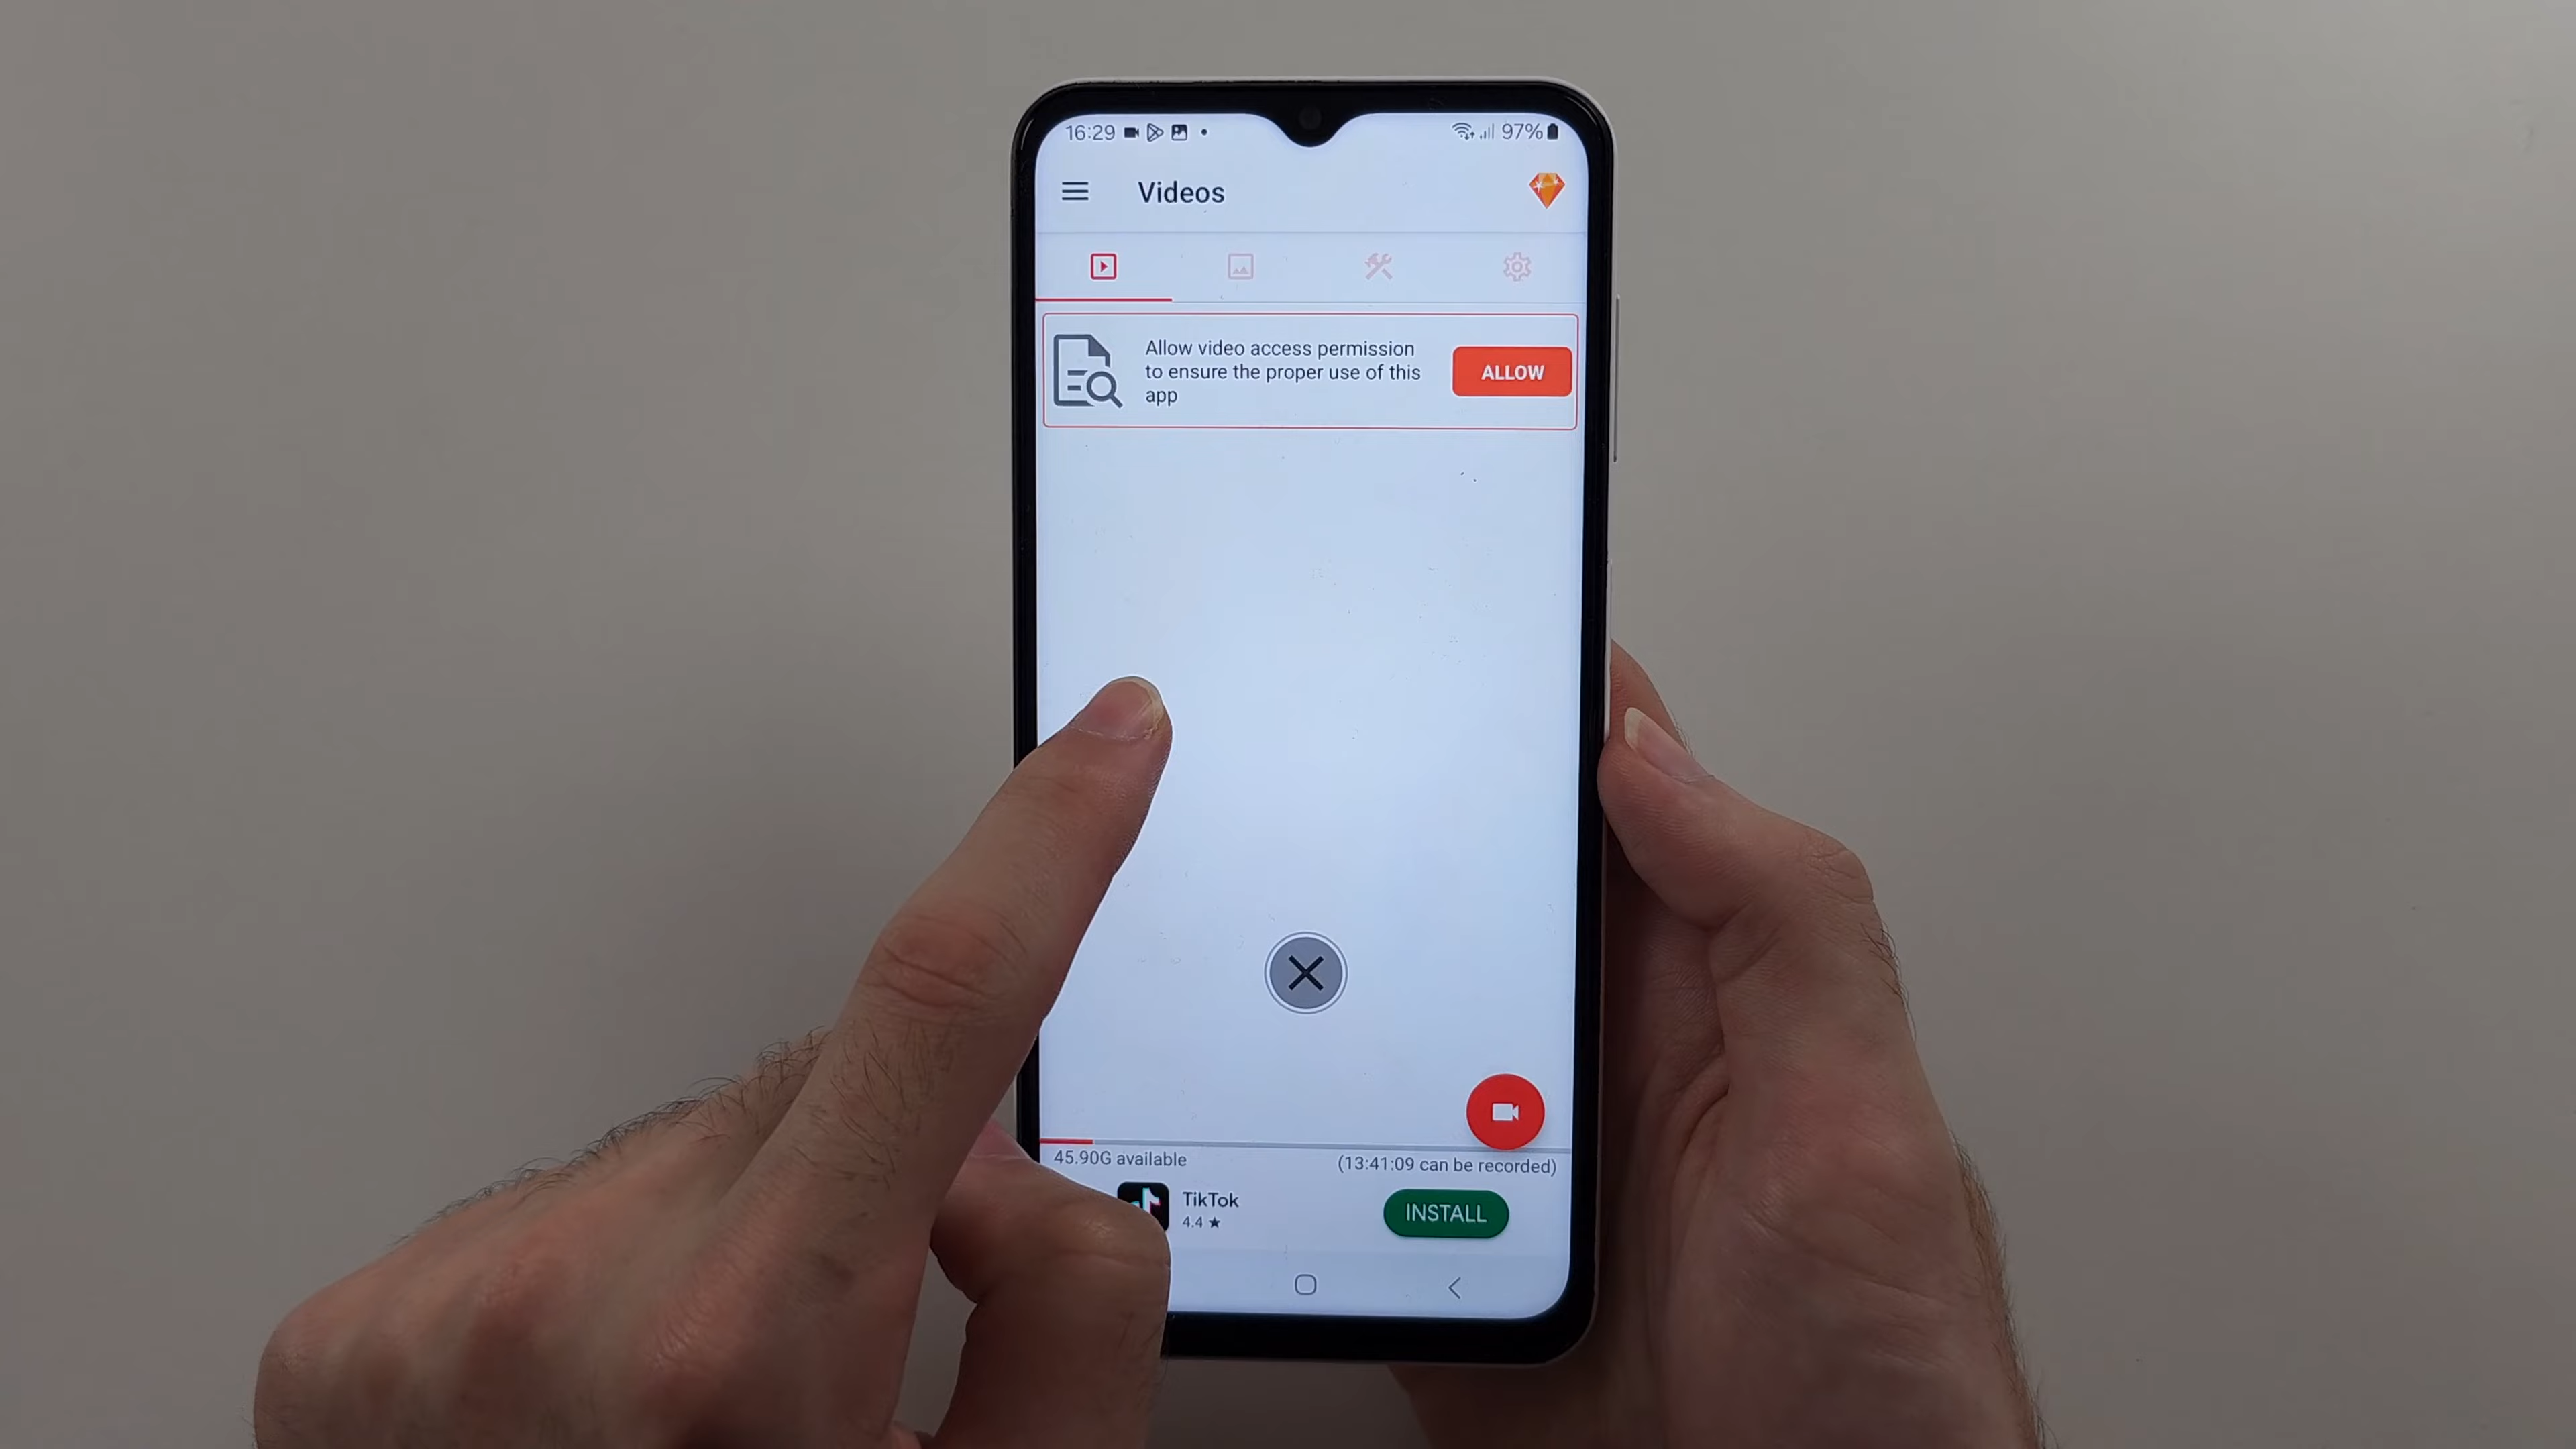 16:29
97%
Videos
Allow video access permission
to ensure the proper use of this
app
ALLOW
45.90G available
(13:41:09 can be recorded)
TikTok
4.4 ★
INSTALL